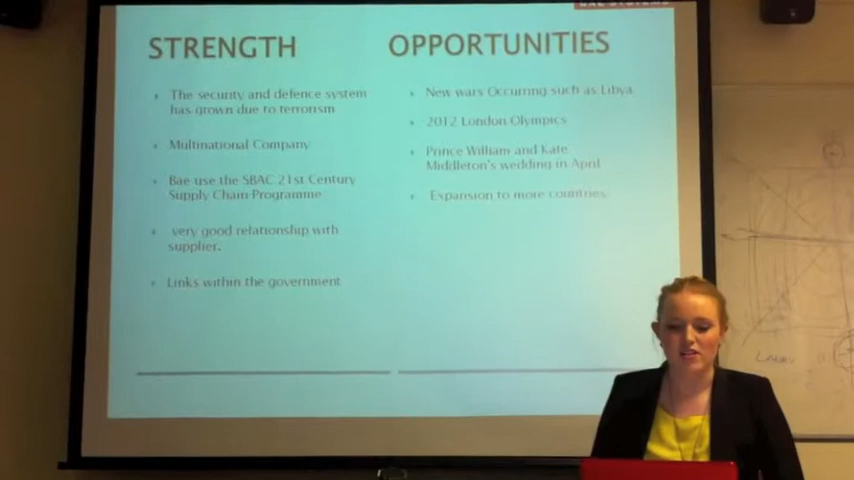 BAE SYSTEMS
STRENGTH
The security and defence system
has grown due to terrorism
Multinational Company
Bae use the SBAC 21st Century
Supply Chain Programme
very good relationship with
supplier.
Links within the government
OPPORTUNITIES
New wars Occurring such as Libya
2012 London Olympics
Prince William and Kate
Middleton's wedding in April
Expansion to more countries